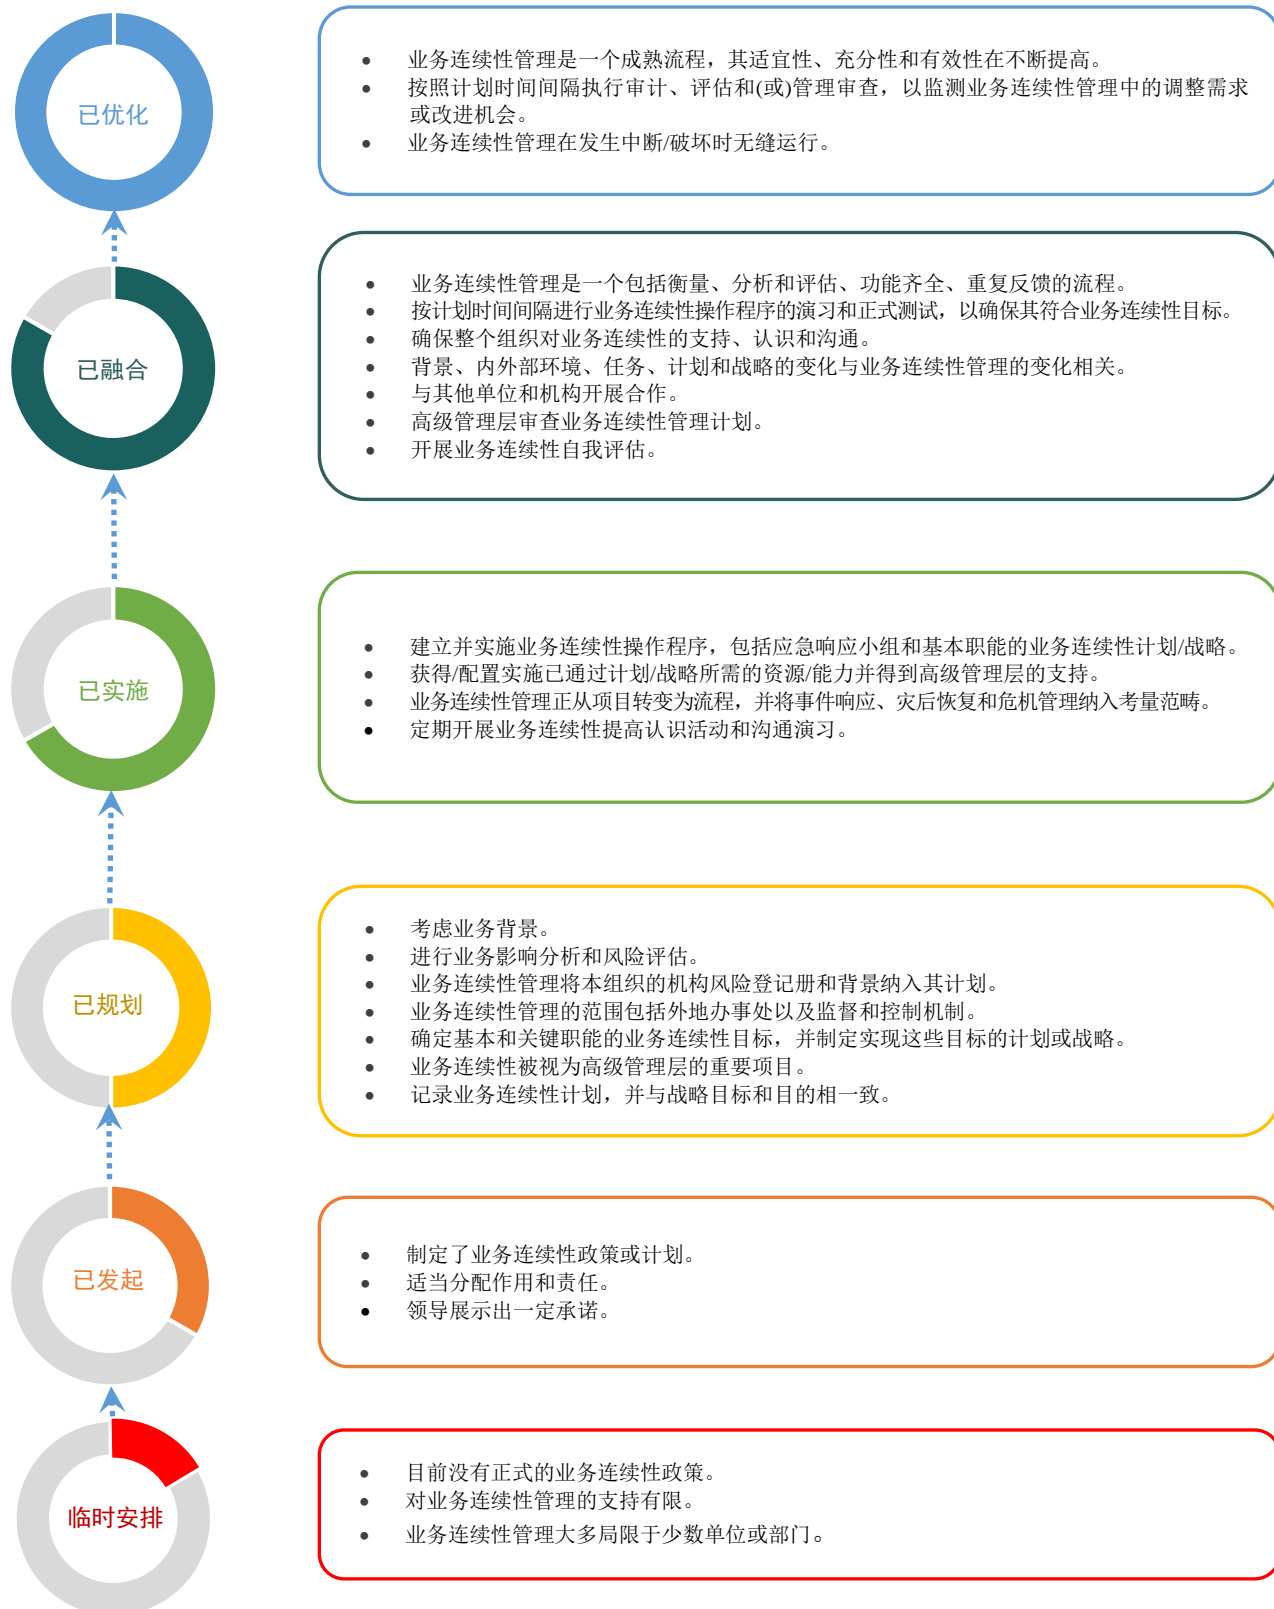 已优化
• 业务连续性管理是一个成熟流程，其适宜性、充分性和有效性在不断提高。
• 按照计划时间间隔执行审计、评估和(或)管理审查，以监测业务连续性管理中的调整需求
或改进机会。
• 业务连续性管理在发生中断/破坏时无缝运行。
已融合
• 业务连续性管理是一个包括衡量、分析和评估、功能齐全、重复反馈的流程。
• 按计划时间间隔进行业务连续性操作程序的演习和正式测试，以确保其符合业务连续性目标。
• 确保整个组织对业务连续性的支持、认识和沟通。
• 背景、内外部环境、任务、计划和战略的变化与业务连续性管理的变化相关。
• 与其他单位和机构开展合作。
• 高级管理层审查业务连续性管理计划。
• 开展业务连续性自我评估。
已实施
• 建立并实施业务连续性操作程序，包括应急响应小组和基本职能的业务连续性计划/战略。
• 获得/配置实施已通过计划/战略所需的资源/能力并得到高级管理层的支持。
• 业务连续性管理正从项目转变为流程，并将事件响应、灾后恢复和危机管理纳入考量范畴。
• 定期开展业务连续性提高认识活动和沟通演习。
已规划
• 考虑业务背景。
• 进行业务影响分析和风险评估。
• 业务连续性管理将本组织的机构风险登记册和背景纳入其计划。
• 业务连续性管理的范围包括外地办事处以及监督和控制机制。
• 确定基本和关键职能的业务连续性目标，并制定实现这些目标的计划或战略。
• 业务连续性被视为高级管理层的重要项目。
• 记录业务连续性计划，并与战略目标和目的相一致。
已发起
• 制定了业务连续性政策或计划。
• 适当分配作用和责任。
• 领导展示出一定承诺。
临时安排
• 目前没有正式的业务连续性政策。
• 对业务连续性管理的支持有限。
• 业务连续性管理大多局限于少数单位或部门。